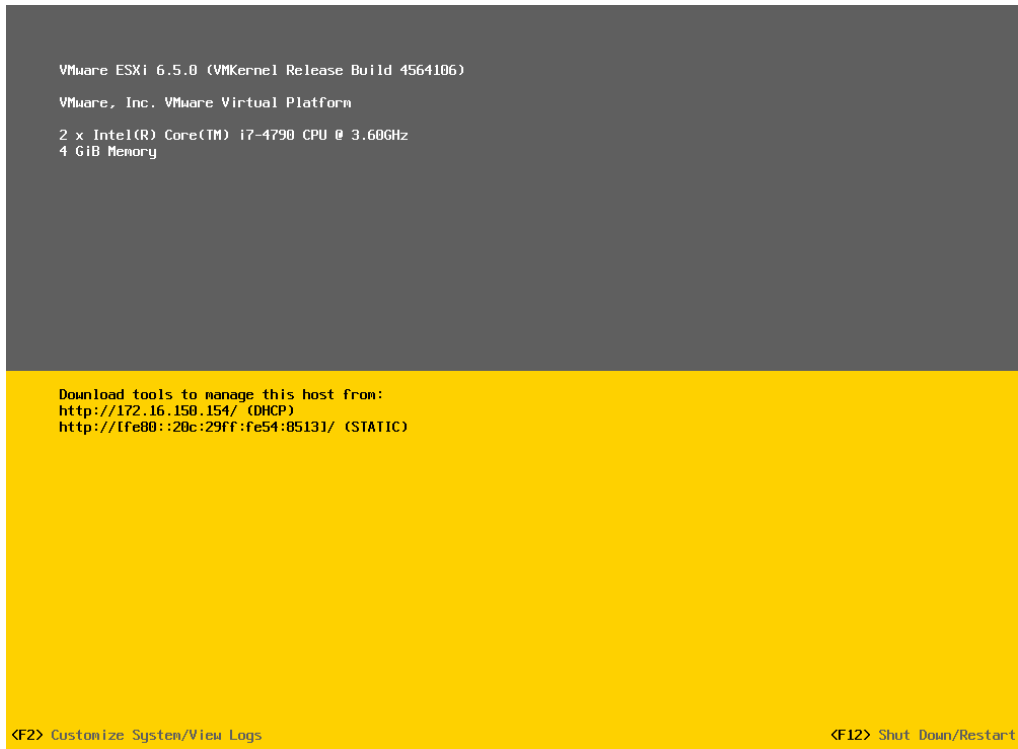 VMware ESXi 6.5.0 (VMKernel Release Build 4564106)
VMware, Inc. VMware Virtual Platform
2 x Intel(R) Core(TM) i7-4790 CPU @ 3.60GHz
4 GiB Memory
Download tools to manage this host from:
http://172.16.150.154/ (DHCP)
http://[fe80::20c:29ff:fe54:8513]/ (STATIC)
<F2> Customize System/View Logs
<F12> Shut Down/Restart